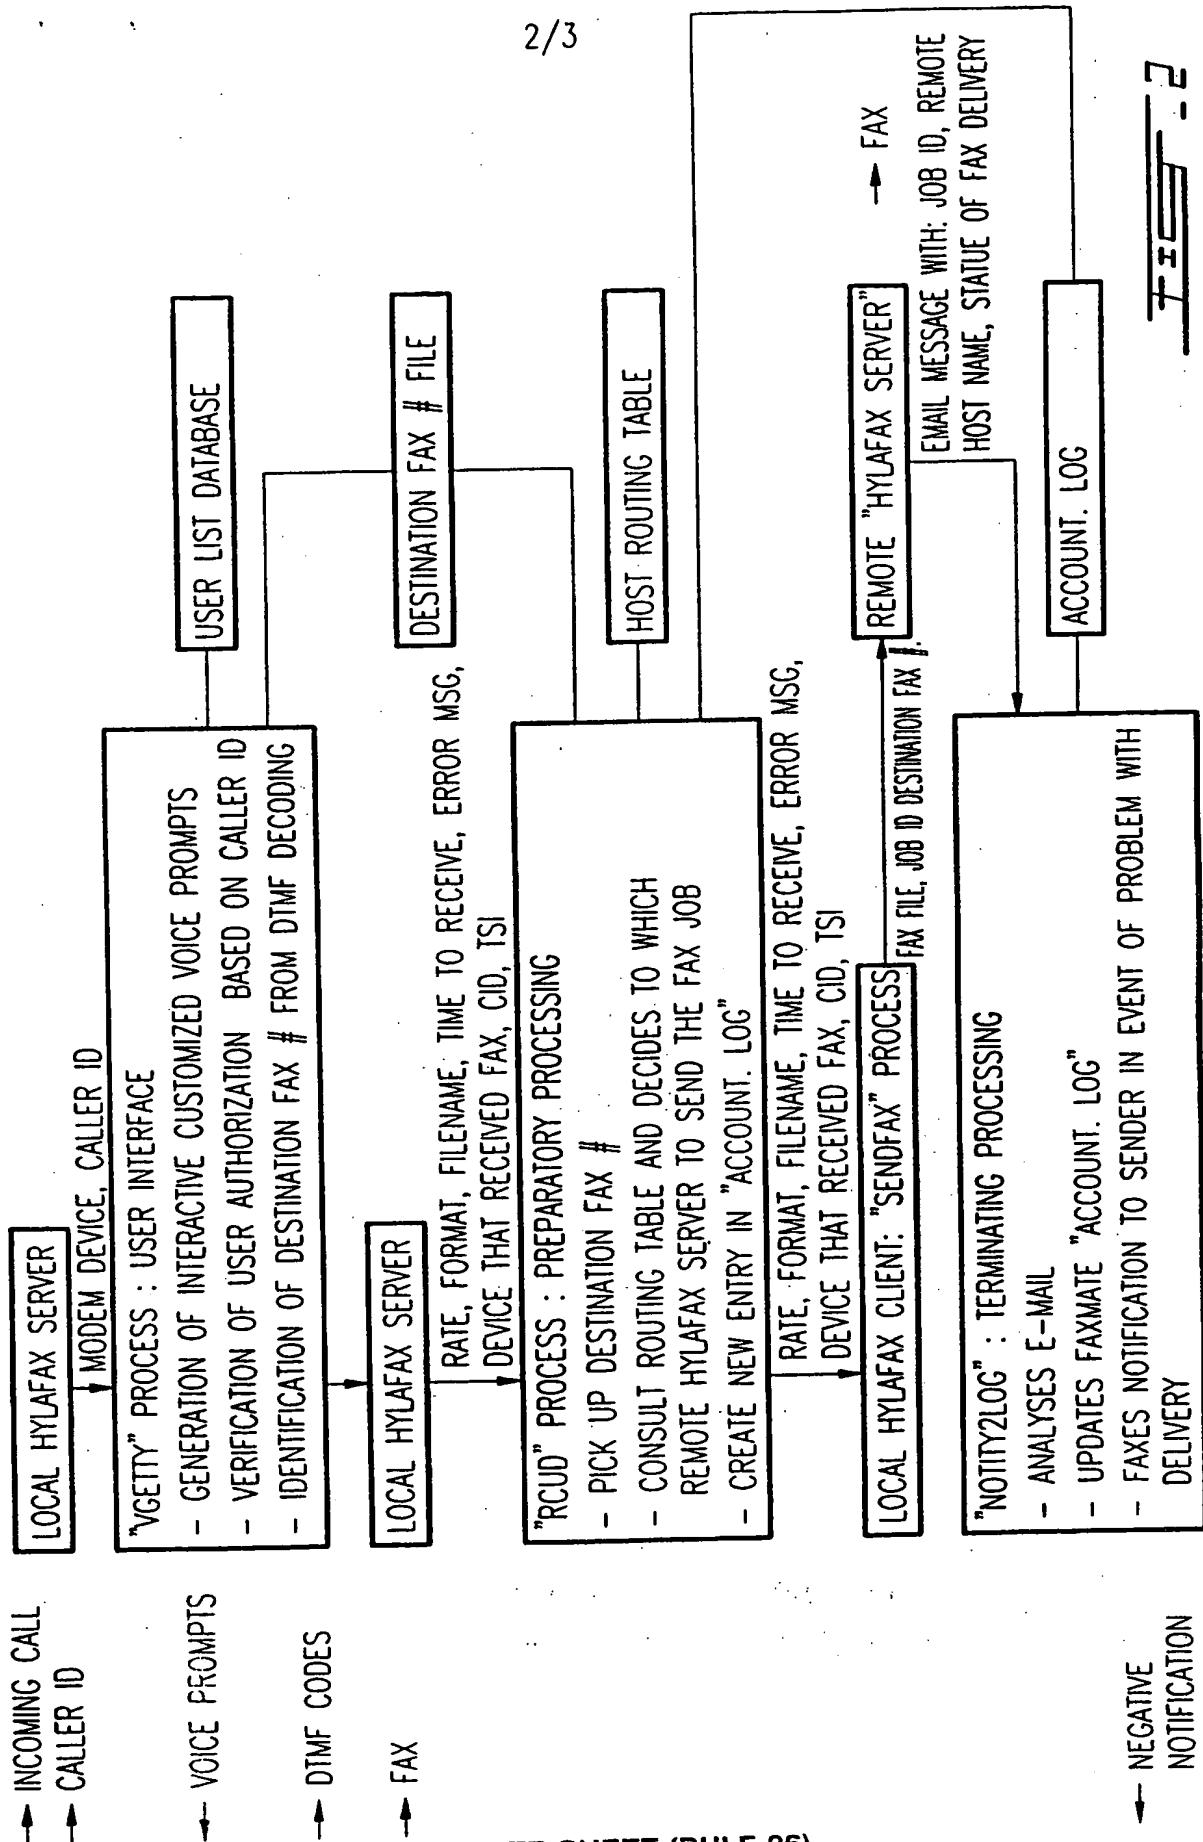 2/3
INCOMING CALL
CALLER ID
LOCAL HYLAFAX SERVER
MODEM DEVICE, CALLER ID
"VGETTY" PROCESS : USER INTERFACE
- GENERATION OF INTERACTIVE CUSTOMIZED VOICE PROMPTS
- VERIFICATION OF USER AUTHORIZATION BASED ON CALLER ID
- IDENTIFICATION OF DESTINATION FAX # FROM DTMF DECODING
USER LIST DATABASE
VOICE PROMPTS
DTMF CODES
FAX
LOCAL HYLAFAX SERVER
DESTINATION FAX # FILE
RATE, FORMAT, FILENAME, TIME TO RECEIVE, ERROR MSG,
DEVICE THAT RECEIVED FAX, CID, TSI
"RCUD" PROCESS : PREPARATORY PROCESSING
- PICK UP DESTINATION FAX #
- CONSULT ROUTING TABLE AND DECIDES TO WHICH
REMOTE HYLAFAX SERVER TO SEND THE FAX JOB
- CREATE NEW ENTRY IN "ACCOUNT. LOG"
HOST ROUTING TABLE
RATE, FORMAT, FILENAME, TIME TO RECEIVE, ERROR MSG,
DEVICE THAT RECEIVED FAX, CID, TSI
LOCAL HYLAFAX CLIENT: "SENDFAX" PROCESS
FAX FILE, JOB ID DESTINATION FAX #
REMOTE "HYLAFAX SERVER"
FAX
EMAIL MESSAGE WITH: JOB ID, REMOTE
HOST NAME, STATUE OF FAX DELIVERY
"NOTITY2LOG" : TERMINATING PROCESSING
- ANALYSES E-MAIL
- UPDATES FAXMATE "ACCOUNT. LOG"
- FAXES NOTIFICATION TO SENDER IN EVENT OF PROBLEM WITH
DELIVERY
ACCOUNT. LOG
NEGATIVE
NOTIFICATION
FIG - 2